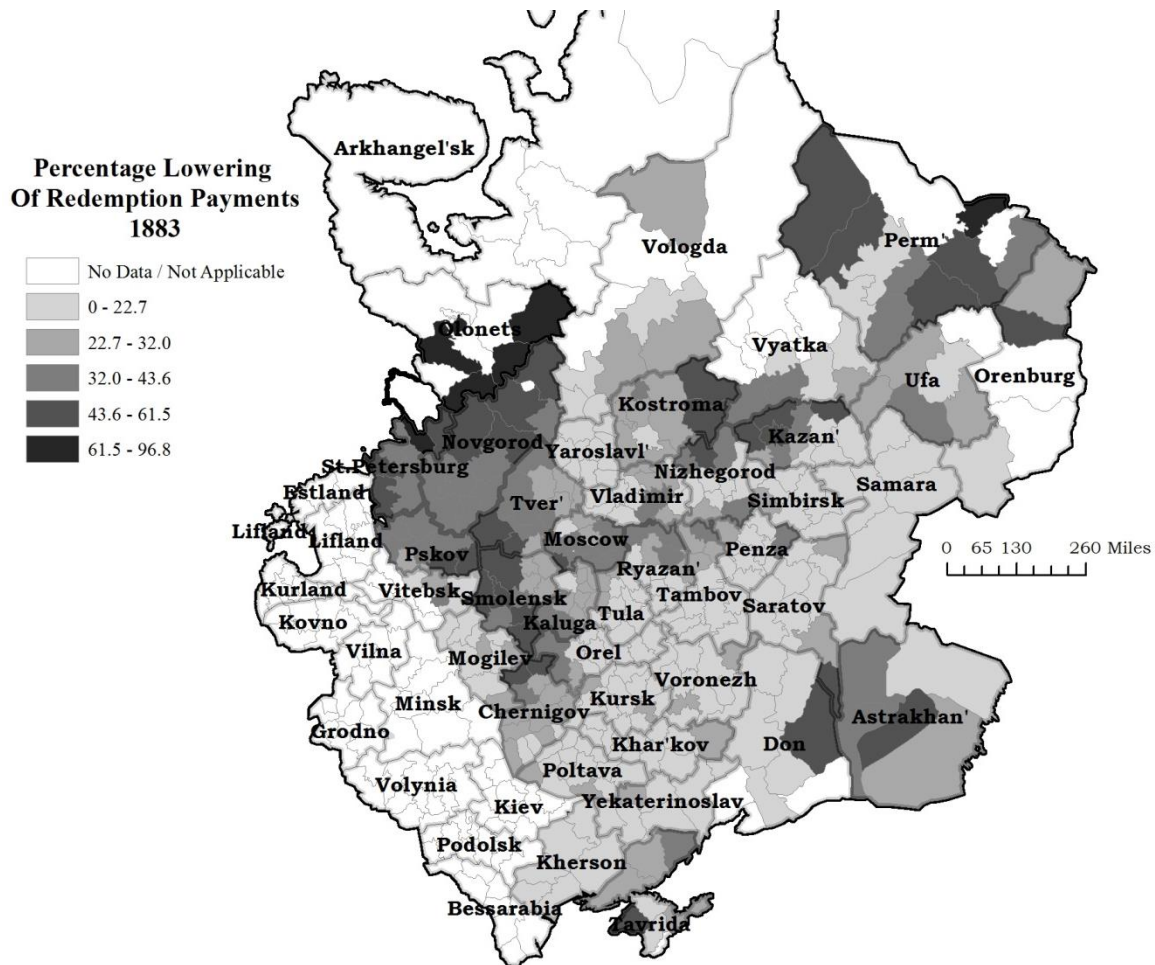 Percentage Lowering
Of Redemption Payments
1883
No Data / Not Applicable
0 - 22.7
22.7 - 32.0
32.0 - 43.6
43.6 - 61.5
61.5 - 96.8
Arkhangel'sk
Vologda
Perm'
Olonets
Vyatka
Ufa
Orenburg
Kostroma
Novgorod
Kazan'
Yaroslavl'
St.Petersburg
Nizhegorod
Estland
Tver'
Vladimir
Simbirsk
Samara
Lifland
Lifland
Moscow
Pskov
Penza
0 65 130 260 Miles
Ryazan'
Kurland
Vitebsk
Smolensk
Tambov
Kovno
Kaluga
Tula
Saratov
Vilna
Mogilev
Orel
Voronezh
Minsk
Kursk
Chernigov
Astrakhan'
Grodno
Khar'kov
Don
Poltava
Volynia
Kiev
Yekaterinoslav
Podolsk
Kherson
Bessarabia
Tavrida